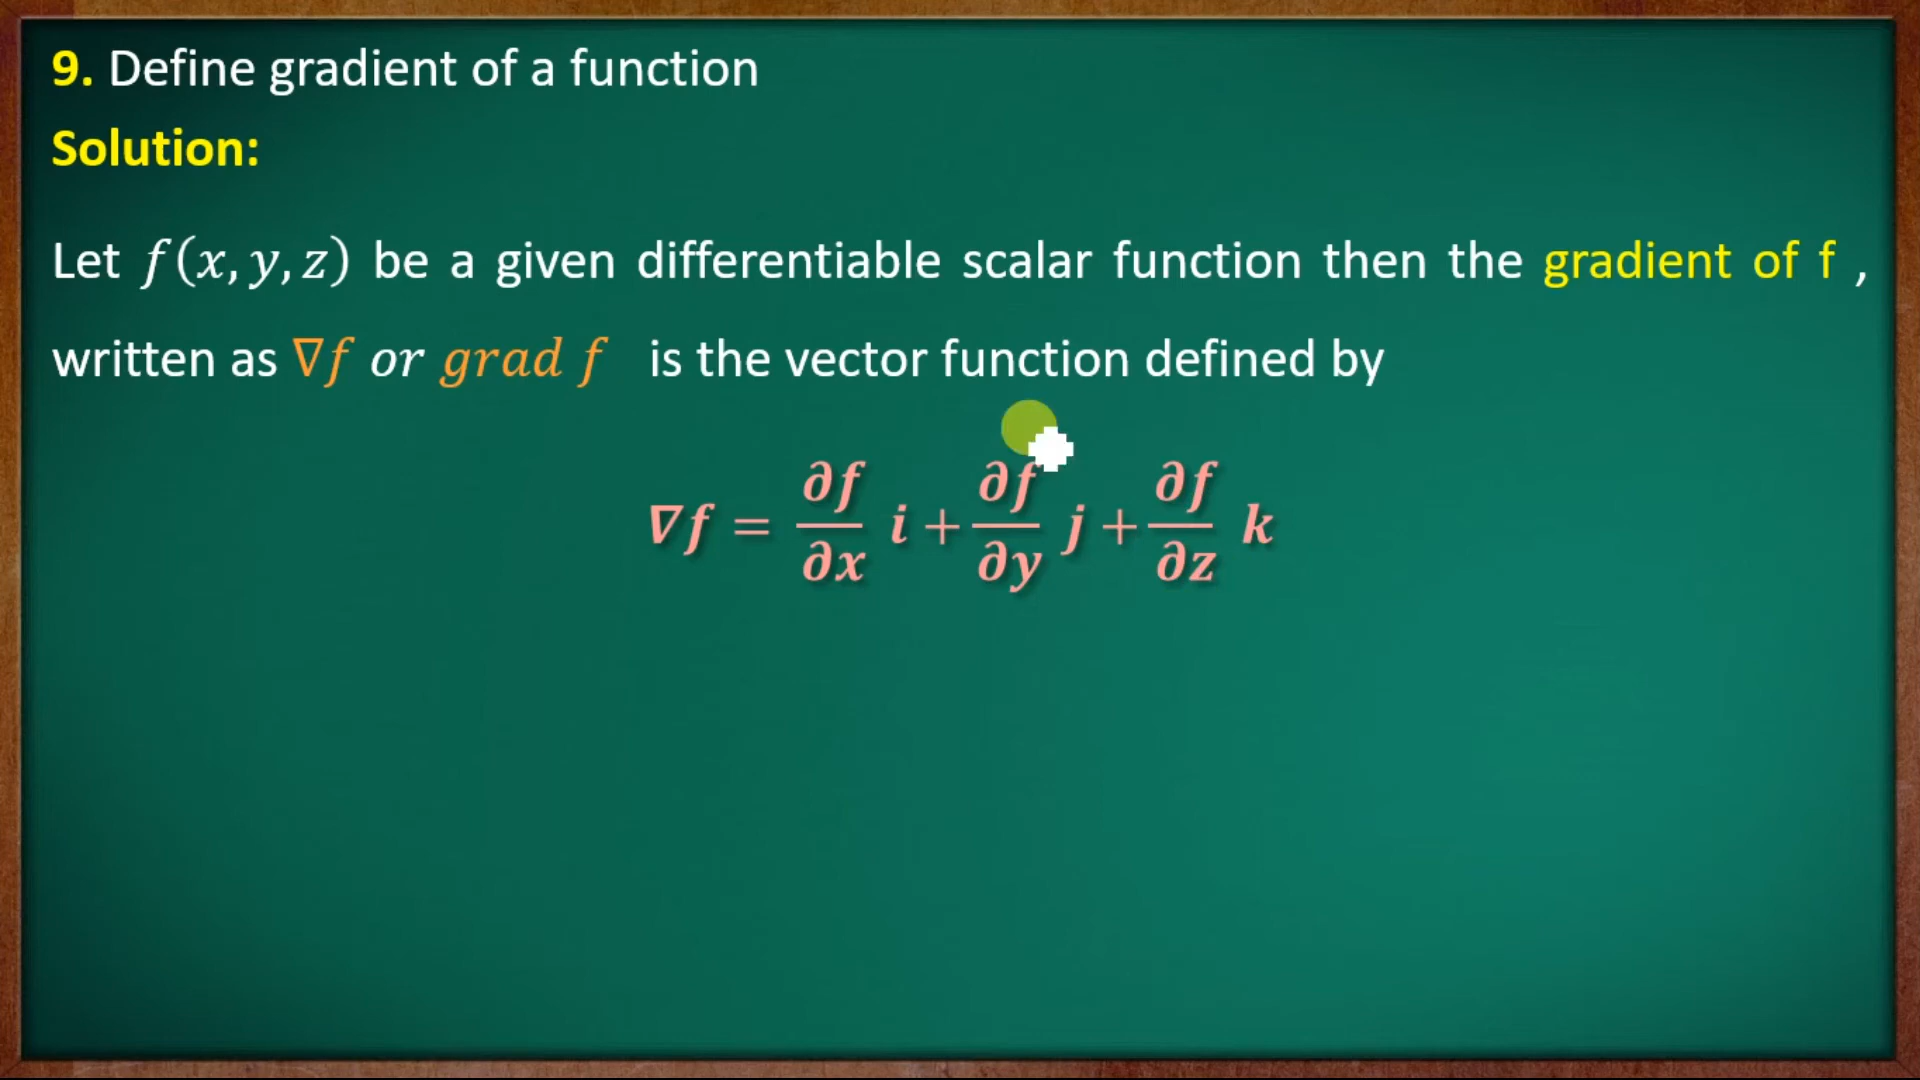 9. Define gradient of a function
Solution:
Let f(x, y, z) be a given differentiable scalar function then the gradient of f ,
written as ∇f or grad f is the vector function defined by
∇f = ∂f/∂x i + ∂f/∂y j + ∂f/∂z k